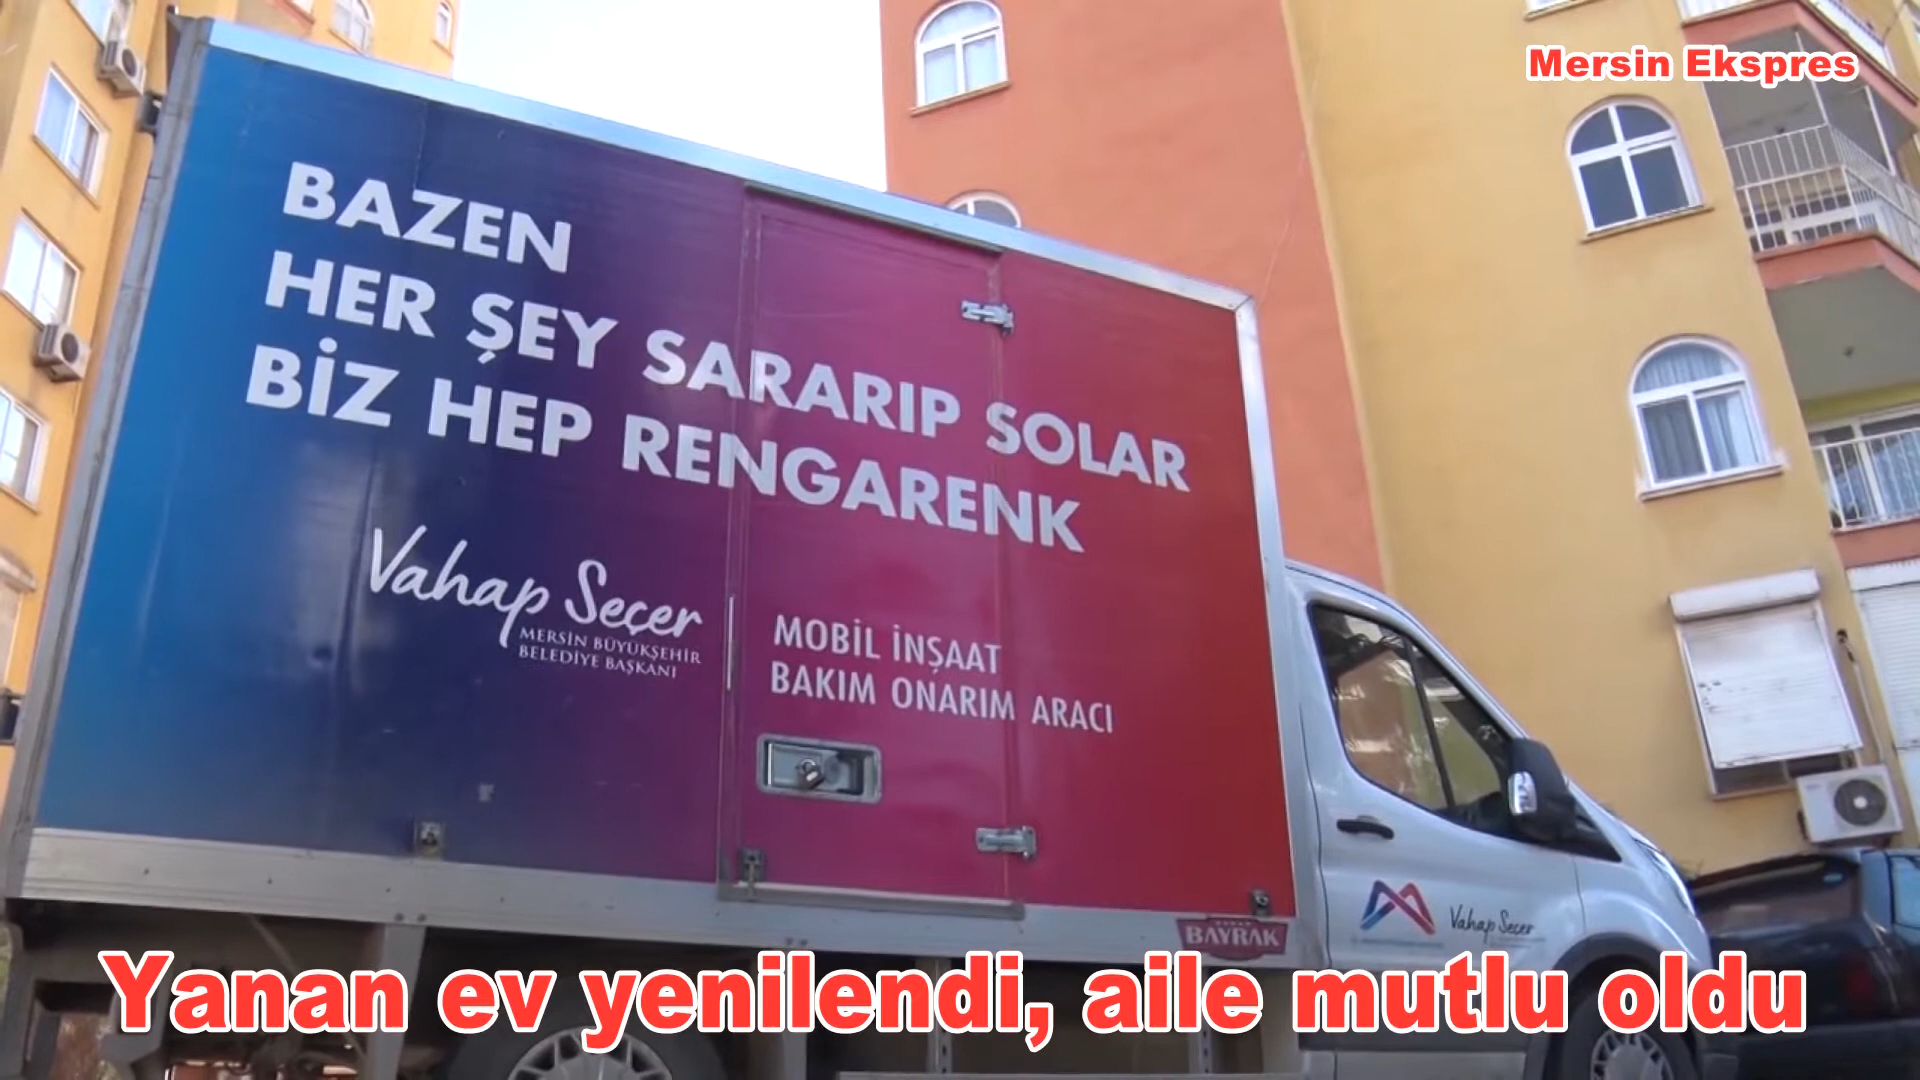 Mersin Ekspres
BAZEN
HER ŞEY SARARIP SOLAR
BİZ HEP RENGARENK
Vahap Seçer
MERSİN BÜYÜKŞEHİR
BELEDİYE BAŞKANI
MOBİL İNŞAAT
BAKIM ONARIM ARACI
Vahap Seçer
BAYRAK
Yanan ev yenilendi, aile mutlu oldu